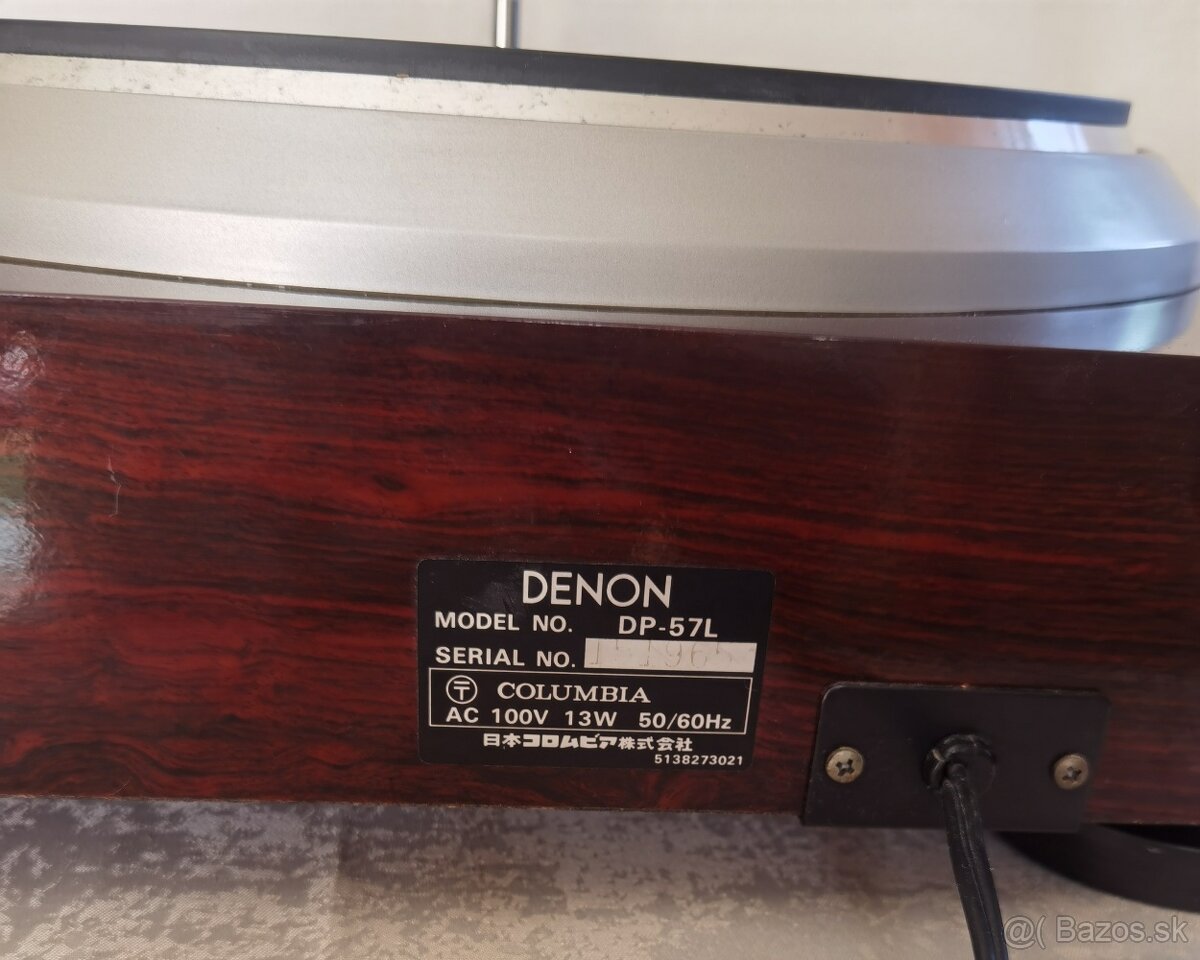 DENON
MODEL NO. DP-57L
SERIAL NO.
〒 COLUMBIA
AC 100V 13W 50/60Hz
日本コロムビア株式会社
5138273021
@( Bazos.sk